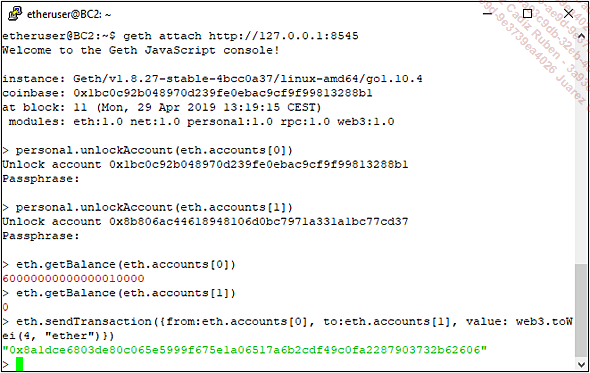 etheruser@BC2: ~
etheruser@BC2:~$ geth attach http://127.0.0.1:8545
Welcome to the Geth JavaScript console!
instance: Geth/v1.8.27-stable-4bcc0a37/linux-amd64/go1.10.4
coinbase: 0x1bc0c92b048970d239fe0ebac9cf9f99813288b1
at block: 11 (Mon, 29 Apr 2019 13:19:15 CEST)
modules: eth:1.0 net:1.0 personal:1.0 rpc:1.0 web3:1.0
> personal.unlockAccount(eth.accounts[0])
Unlock account 0x1bc0c92b048970d239fe0ebac9cf9f99813288b1
Passphrase:
> personal.unlockAccount(eth.accounts[1])
Unlock account 0x8b806ac44618948106d0bc7971a331a1bc77cd37
Passphrase:
> eth.getBalance(eth.accounts[0])
60000000000000010000
> eth.getBalance(eth.accounts[1])
0
> eth.sendTransaction({from:eth.accounts[0], to:eth.accounts[1], value: web3.toW
ei(4, "ether")})
"0x8a1dce6803de80c065e5999f675e1a06517a6b2cdf49c0fa2287903732b62606"
>